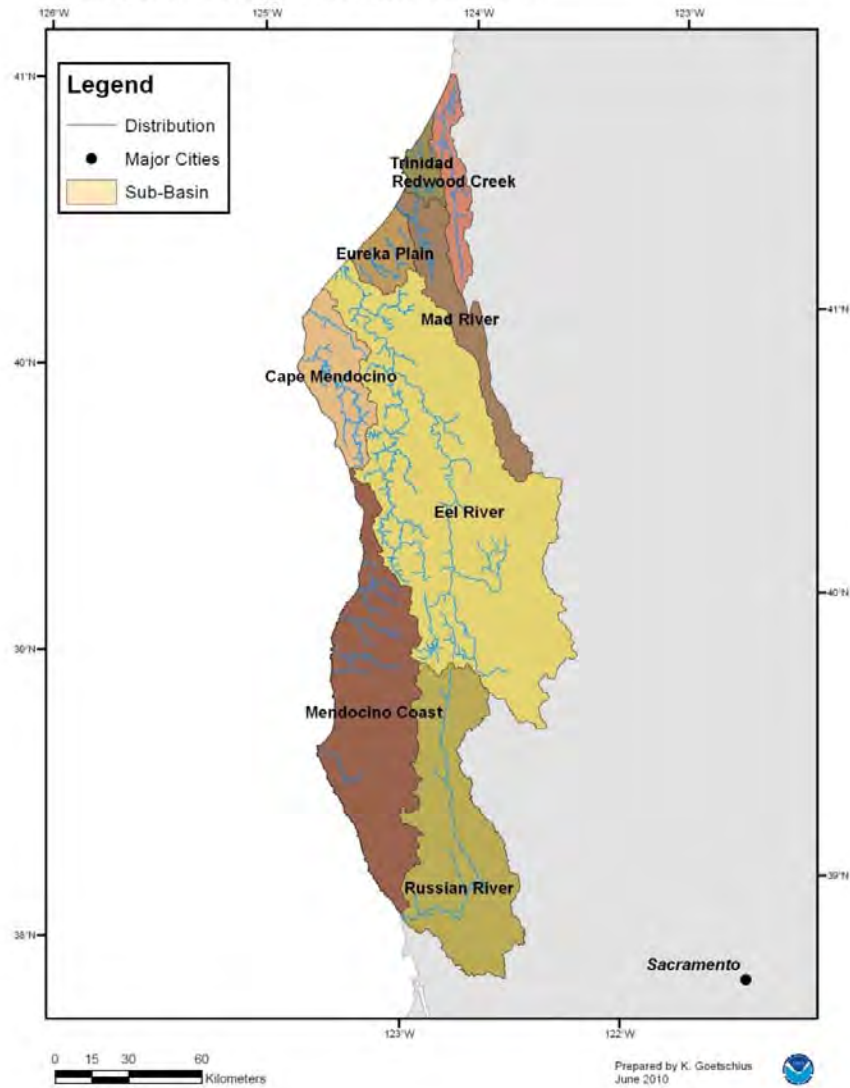 126°W 125°W 124°W 123°W
41°N
Legend
Distribution
Major Cities
Sub-Basin
Trinidad
Redwood Creek
Eureka Plain
41°N
Mad River
40°N
Cape Mendocino
Eel River
40°N
39°N
Mendocino Coast
39°N
Russian River
38°N
Sacramento
123°W 122°W
0 15 30 60
Kilometers
Prepared by K. Goetschius
June 2010